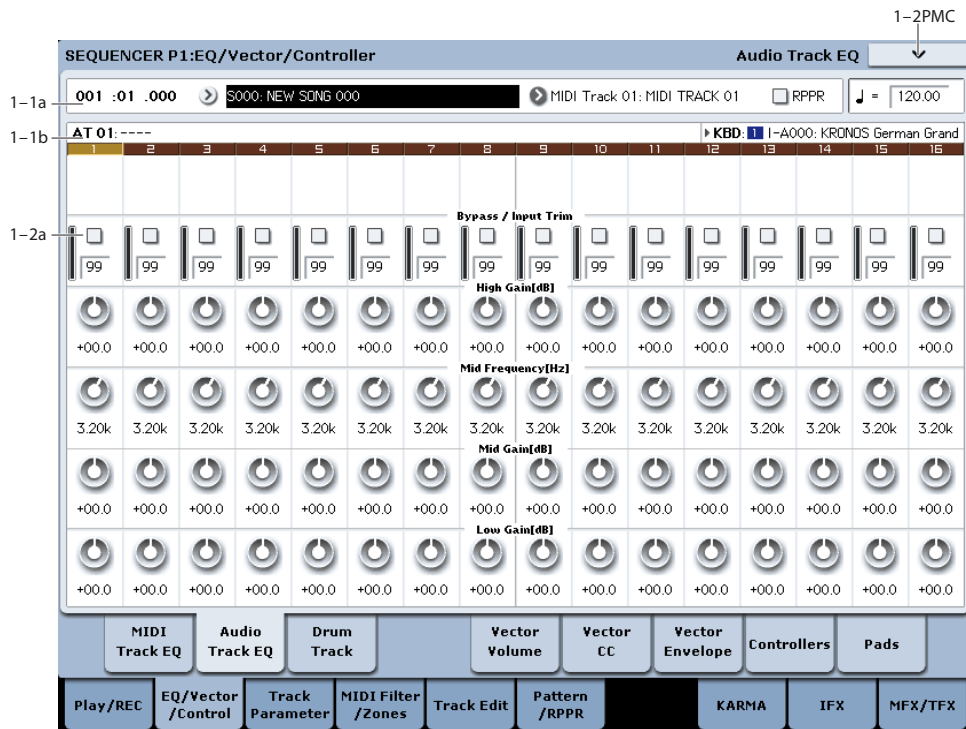 1–2PMC
SEQUENCER P1:EQ/Vector/Controller Audio Track EQ
1–1a
001 :01 .000 S000: NEW SONG 000 MIDI Track 01: MIDI TRACK 01 RPPR ♩ = 120.00
1–1b
AT 01: ---- KBD: 1 I-A000: KRONOS German Grand
1 2 3 4 5 6 7 8 9 10 11 12 13 14 15 16
Bypass / Input Trim
1–2a
99 99 99 99 99 99 99 99 99 99 99 99 99 99 99 99
High Gain[dB]
+00.0 +00.0 +00.0 +00.0 +00.0 +00.0 +00.0 +00.0 +00.0 +00.0 +00.0 +00.0 +00.0 +00.0 +00.0 +00.0
Mid Frequency[Hz]
3.20k 3.20k 3.20k 3.20k 3.20k 3.20k 3.20k 3.20k 3.20k 3.20k 3.20k 3.20k 3.20k 3.20k 3.20k 3.20k
Mid Gain[dB]
+00.0 +00.0 +00.0 +00.0 +00.0 +00.0 +00.0 +00.0 +00.0 +00.0 +00.0 +00.0 +00.0 +00.0 +00.0 +00.0
Low Gain[dB]
+00.0 +00.0 +00.0 +00.0 +00.0 +00.0 +00.0 +00.0 +00.0 +00.0 +00.0 +00.0 +00.0 +00.0 +00.0 +00.0
MIDI Audio Drum Vector Vector Vector Controllers Pads
Track EQ Track EQ Track Volume CC Envelope
Play/REC EQ/Vector Track MIDI Filter Track Edit Pattern KARMA IFX MFX/TFX
/Control Parameter /Zones /RPPR